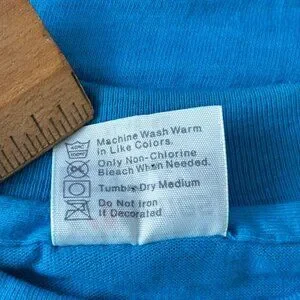 Machine Wash Warm
in Like Colors.
Only Non-Chlorine
Bleach When Needed.
Tumble Dry Medium
Do Not Iron
If Decorated